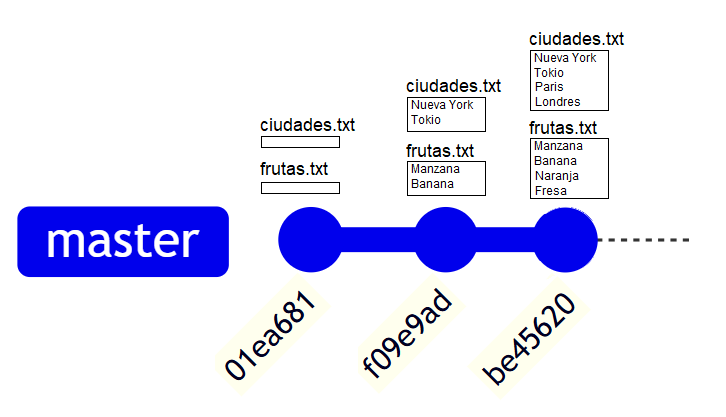 master
ciudades.txt
frutas.txt
01ea681
ciudades.txt
Nueva York
Tokio
frutas.txt
Manzana
Banana
f09e9ad
ciudades.txt
Nueva York
Tokio
Paris
Londres
frutas.txt
Manzana
Banana
Naranja
Fresa
be45620